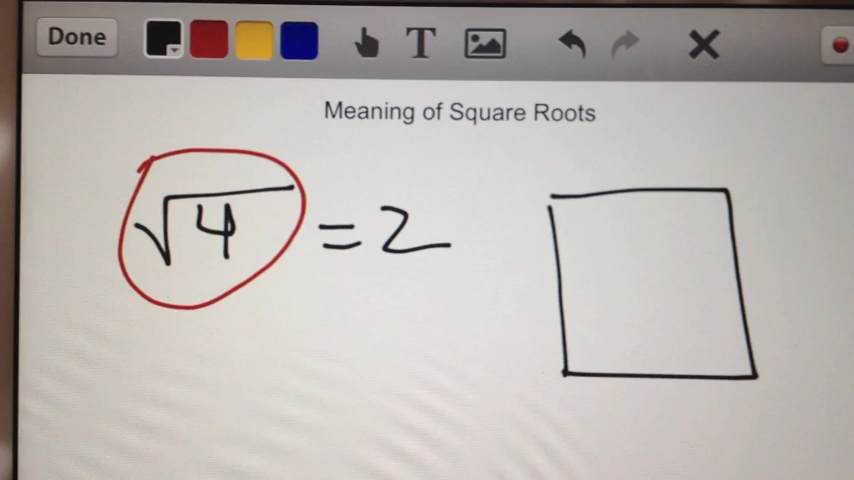 Done T
Meaning of Square Roots
√4 = 2